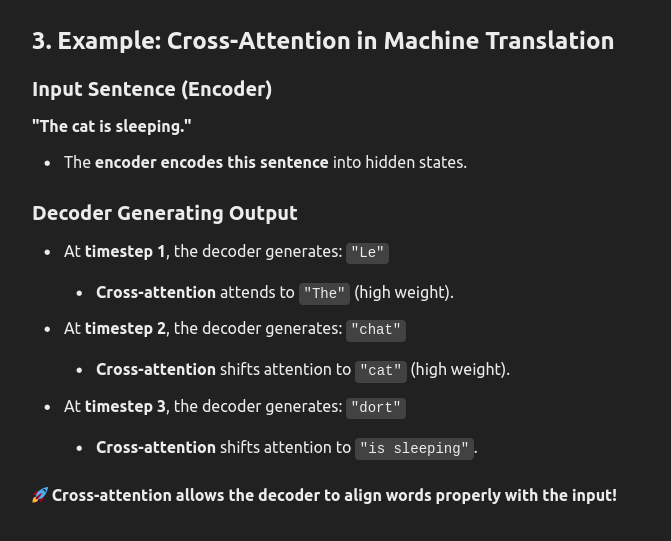 3. Example: Cross-Attention in Machine Translation
Input Sentence (Encoder)
"The cat is sleeping."
• The encoder encodes this sentence into hidden states.
Decoder Generating Output
• At timestep 1, the decoder generates: "Le"
• Cross-attention attends to "The" (high weight).
• At timestep 2, the decoder generates: "chat"
• Cross-attention shifts attention to "cat" (high weight).
• At timestep 3, the decoder generates: "dort"
• Cross-attention shifts attention to "is sleeping".
🚀 Cross-attention allows the decoder to align words properly with the input!